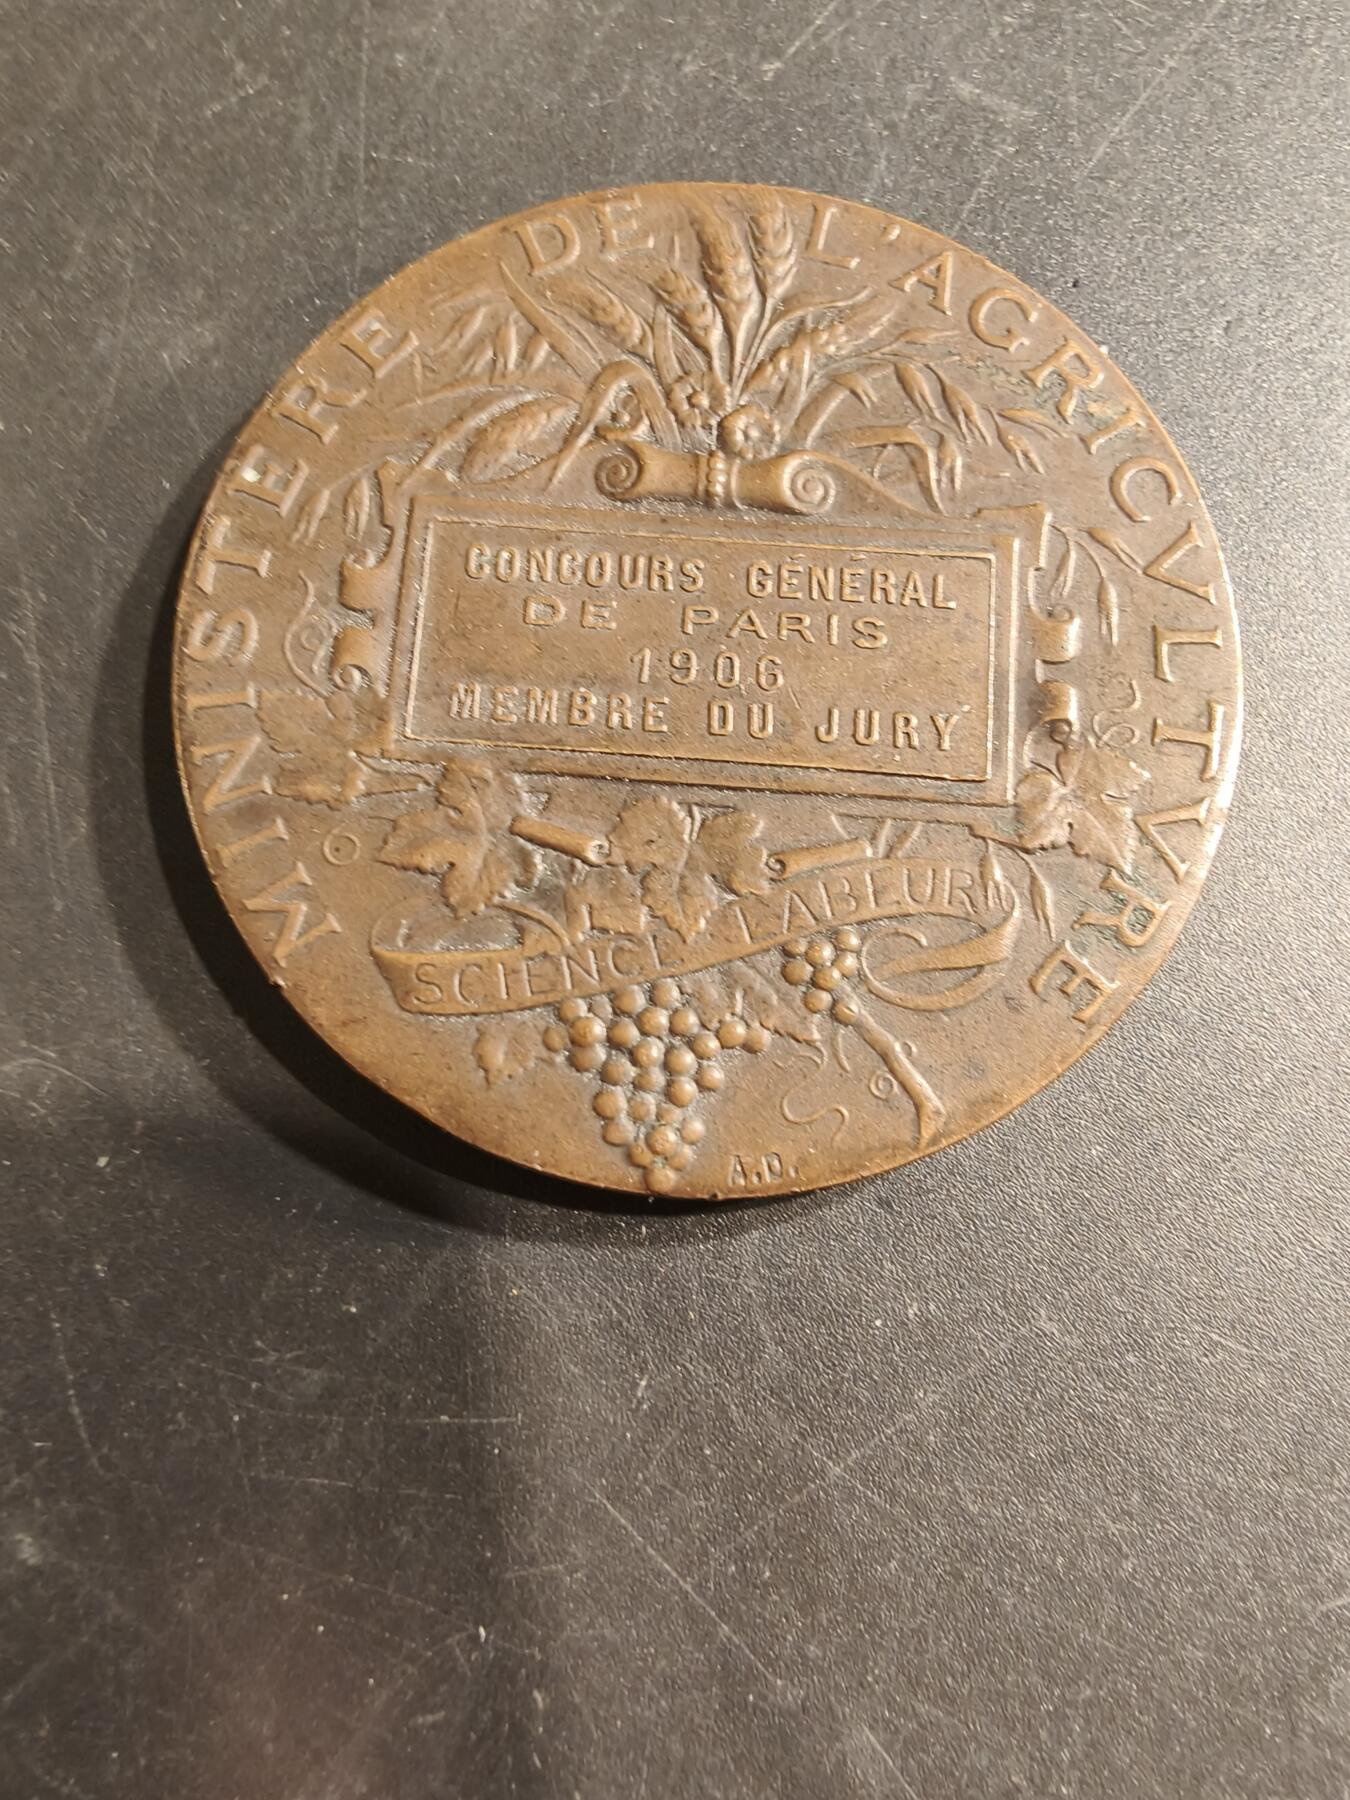 MINISTERE DE L'AGRICVLTVRE
CONCOURS GÉNÉRAL
DE PARIS
1906
MEMBRE DU JURY
SCIENCE LABEUR
A.D.